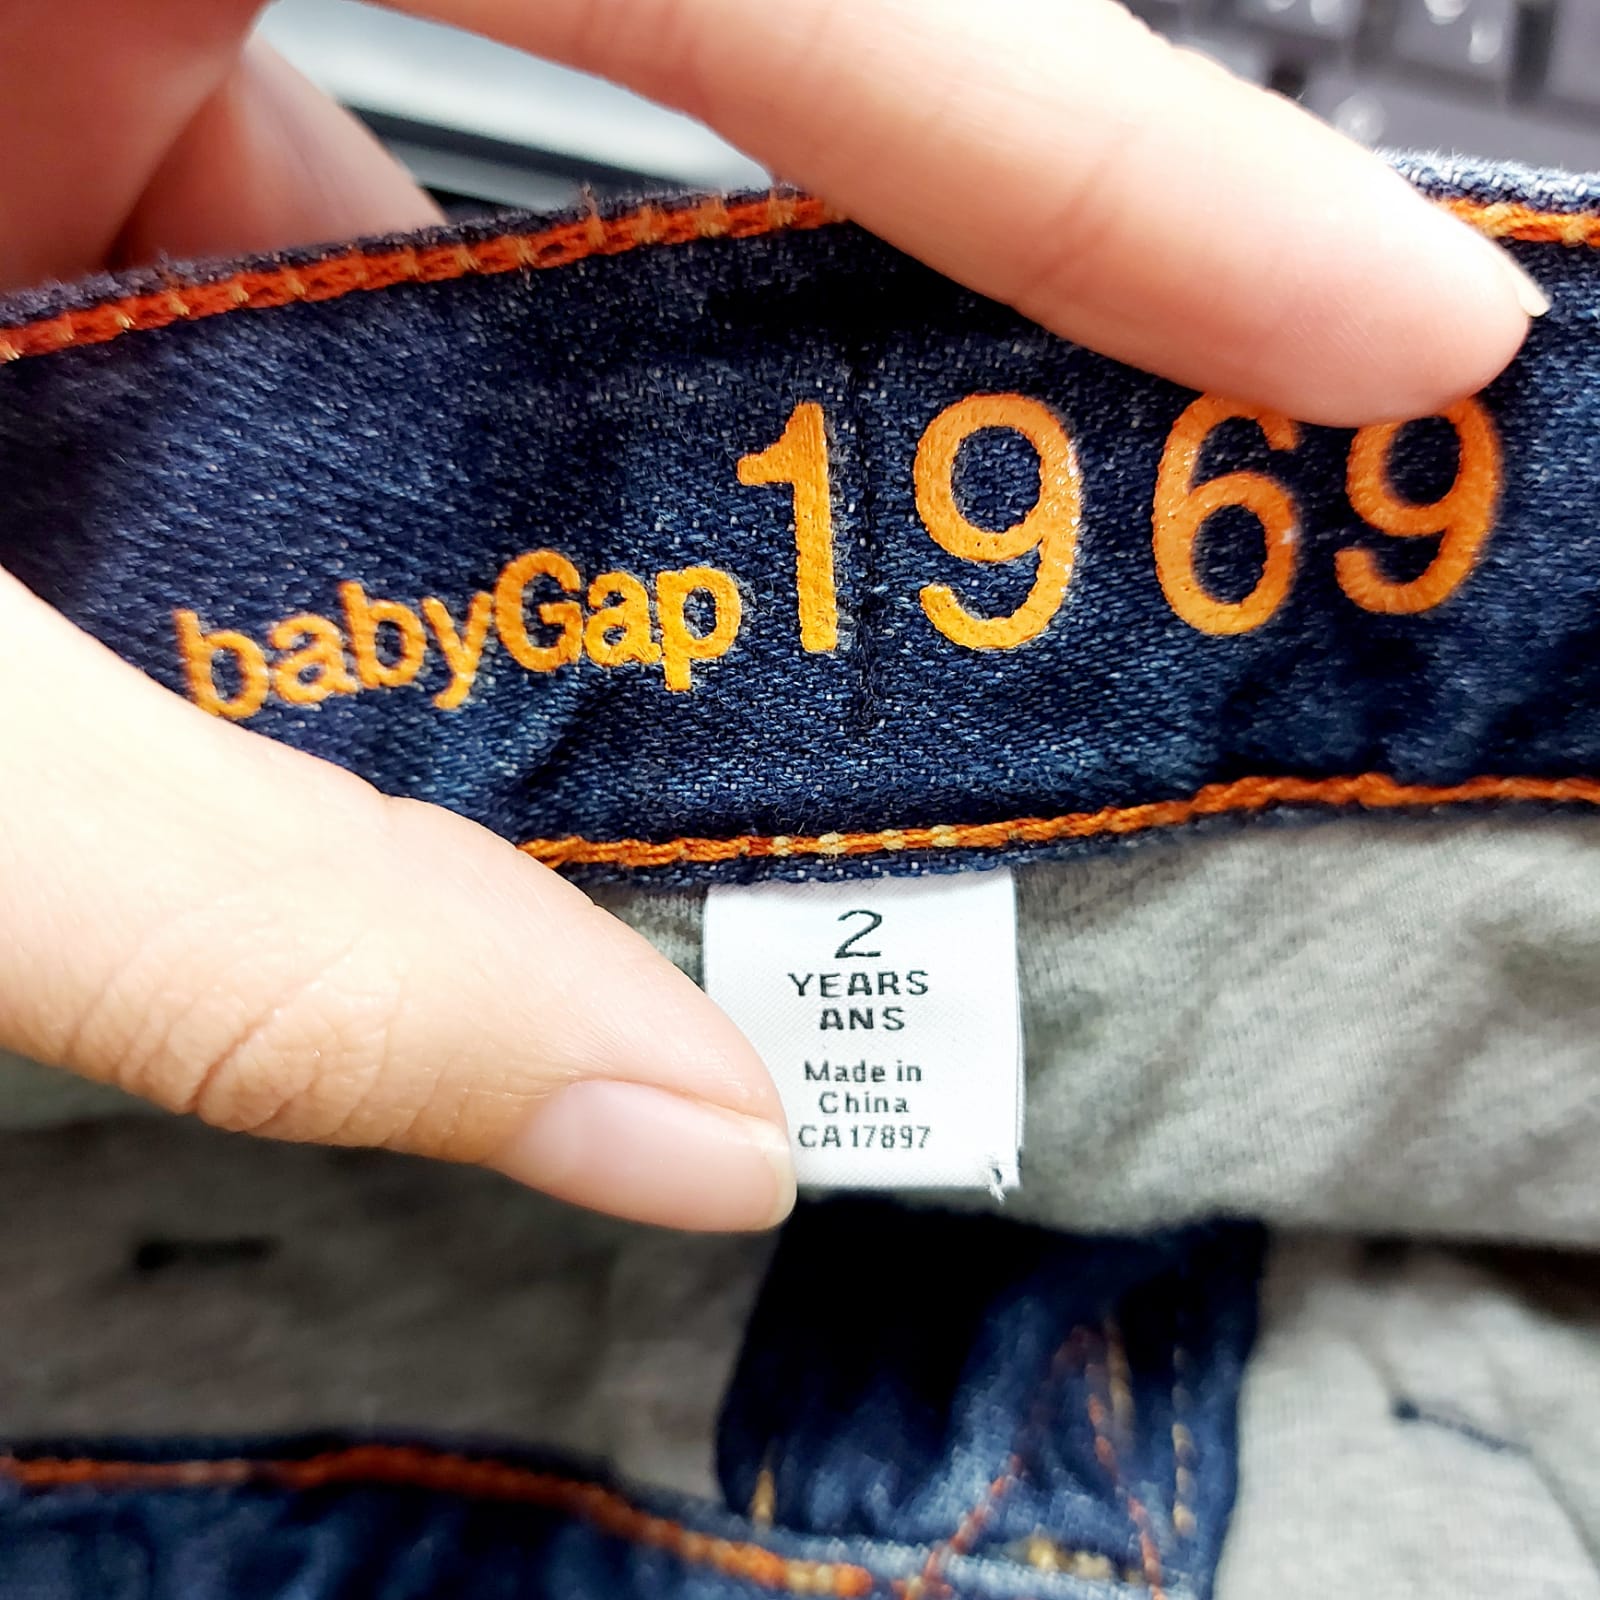 babyGap 1969
2
YEARS
ANS
Made in
China
CA17897